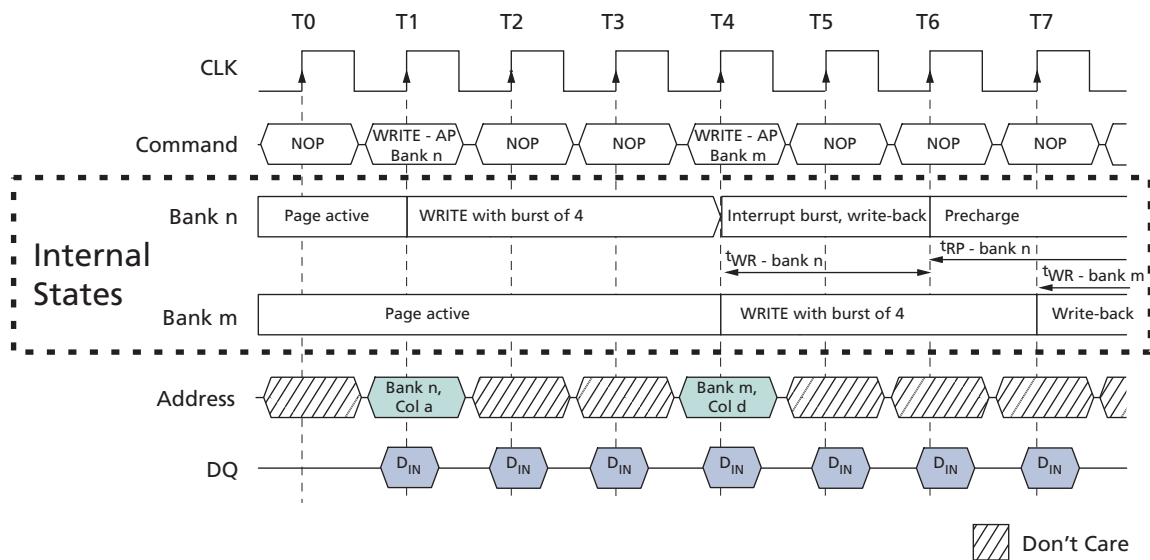 T0 T1 T2 T3 T4 T5 T6 T7
CLK
Command NOP WRITE - AP Bank n NOP NOP WRITE - AP Bank m NOP NOP NOP
Internal States
Bank n Page active WRITE with burst of 4 Interrupt burst, write-back Precharge
tWR - bank n tRP - bank n
tWR - bank m
Bank m Page active WRITE with burst of 4 Write-back
Address Bank n, Col a Bank m, Col d
DQ DIN DIN DIN DIN DIN DIN DIN
Don't Care